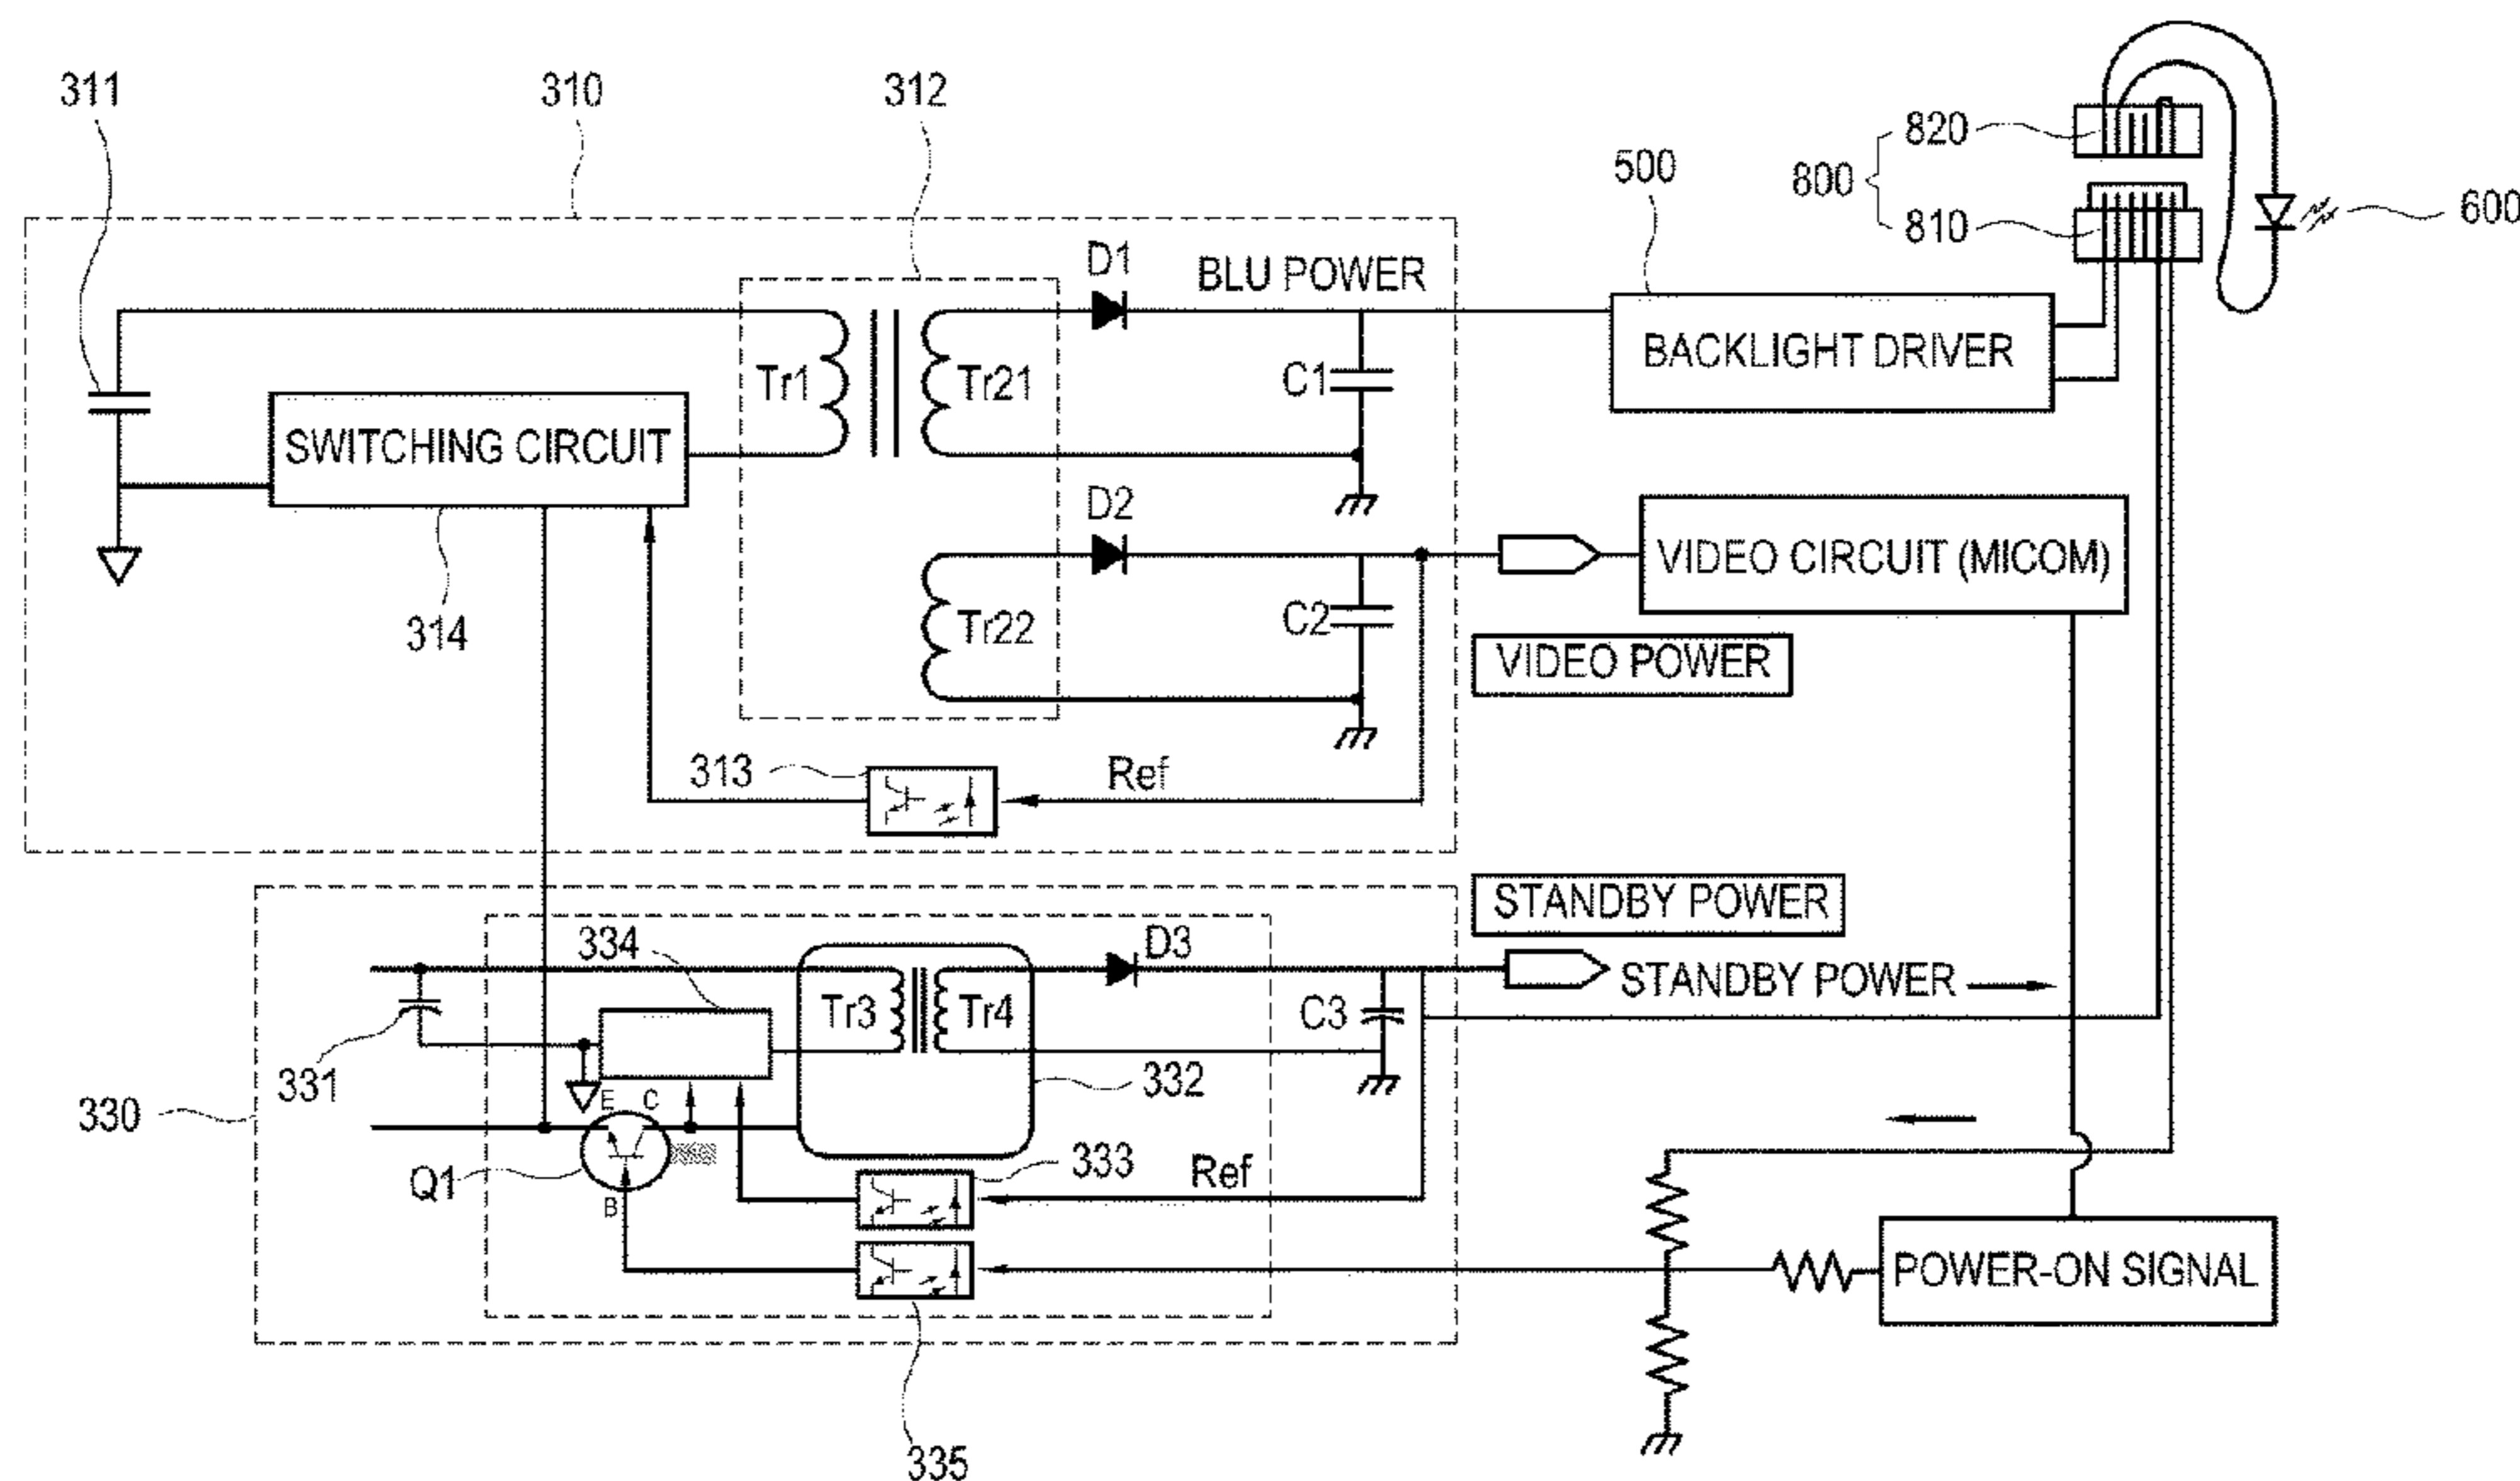 311
310
312
820
800
810
500
600
D1
BLU POWER
Tr1
Tr21
C1
BACKLIGHT DRIVER
SWITCHING CIRCUIT
D2
VIDEO CIRCUIT (MICOM)
314
Tr22
C2
VIDEO POWER
313
Ref
STANDBY POWER
334
D3
Tr3
Tr4
C3
STANDBY POWER
331
332
330
E
C
Q1
B
333
Ref
POWER-ON SIGNAL
335